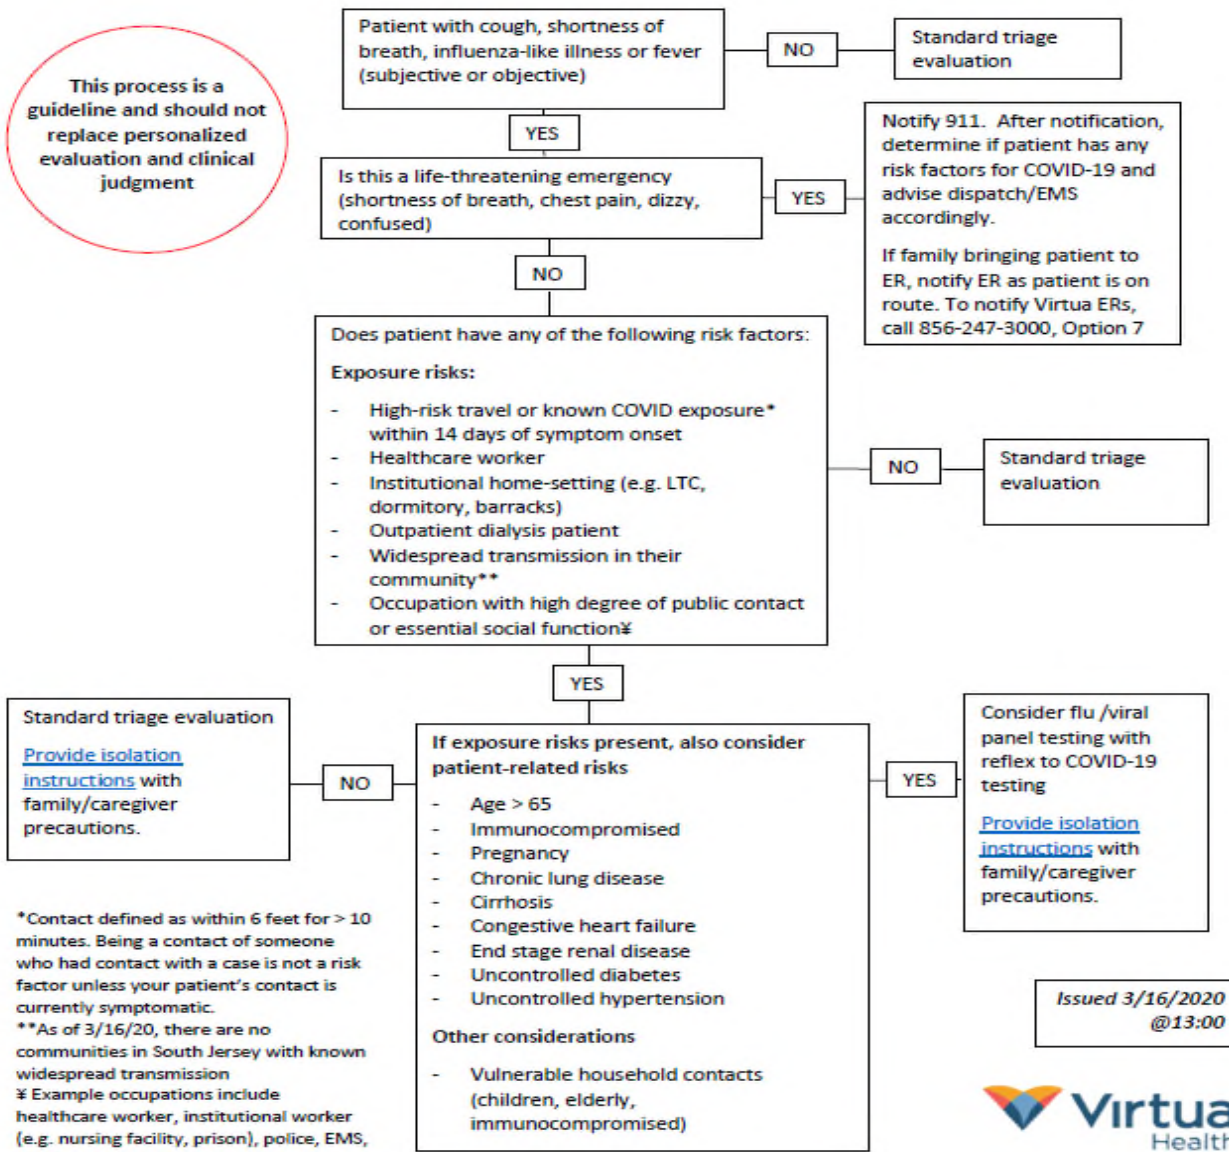 This process is a
guideline and should not
replace personalized
evaluation and clinical
judgment
Patient with cough, shortness of
breath, influenza-like illness or fever
(subjective or objective)
NO
Standard triage
evaluation
YES
Is this a life-threatening emergency
(shortness of breath, chest pain, dizzy,
confused)
YES
Notify 911. After notification,
determine if patient has any
risk factors for COVID-19 and
advise dispatch/EMS
accordingly.
If family bringing patient to
ER, notify ER as patient is on
route. To notify Virtua ERs,
call 856-247-3000, Option 7
NO
Does patient have any of the following risk factors:
Exposure risks:
- High-risk travel or known COVID exposure*
within 14 days of symptom onset
- Healthcare worker
- Institutional home-setting (e.g. LTC,
dormitory, barracks)
- Outpatient dialysis patient
- Widespread transmission in their
community**
- Occupation with high degree of public contact
or essential social function¥
NO
Standard triage
evaluation
YES
Standard triage evaluation
Provide isolation
instructions with
family/caregiver
precautions.
NO
If exposure risks present, also consider
patient-related risks
- Age > 65
- Immunocompromised
- Pregnancy
- Chronic lung disease
- Cirrhosis
- Congestive heart failure
- End stage renal disease
- Uncontrolled diabetes
- Uncontrolled hypertension
Other considerations
- Vulnerable household contacts
(children, elderly,
immunocompromised)
YES
Consider flu /viral
panel testing with
reflex to COVID-19
testing
Provide isolation
instructions with
family/caregiver
precautions.
*Contact defined as within 6 feet for > 10
minutes. Being a contact of someone
who had contact with a case is not a risk
factor unless your patient's contact is
currently symptomatic.
**As of 3/16/20, there are no
communities in South Jersey with known
widespread transmission
¥ Example occupations include
healthcare worker, institutional worker
(e.g. nursing facility, prison), police, EMS,
Issued 3/16/2020
@13:00
Virtua
Health